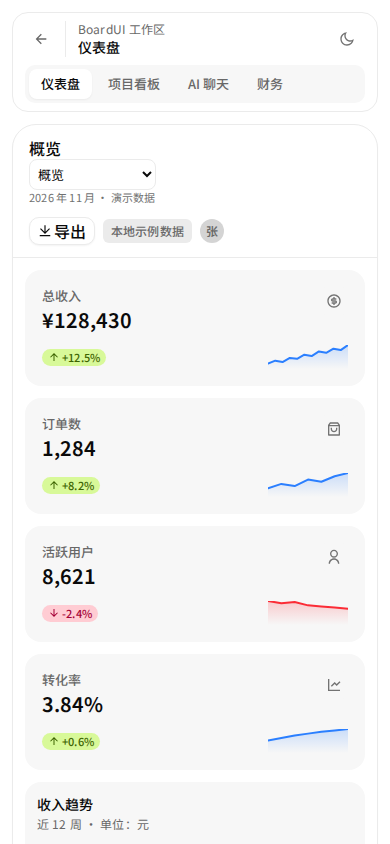 BoardUI 工作区
仪表盘
仪表盘 项目看板 AI 聊天 财务
概览
概览
2026 年 11 月 · 演示数据
导出 本地示例数据 张
总收入
¥128,430
+12.5%
订单数
1,284
+8.2%
活跃用户
8,621
-2.4%
转化率
3.84%
+0.6%
收入趋势
近 12 周 · 单位：元